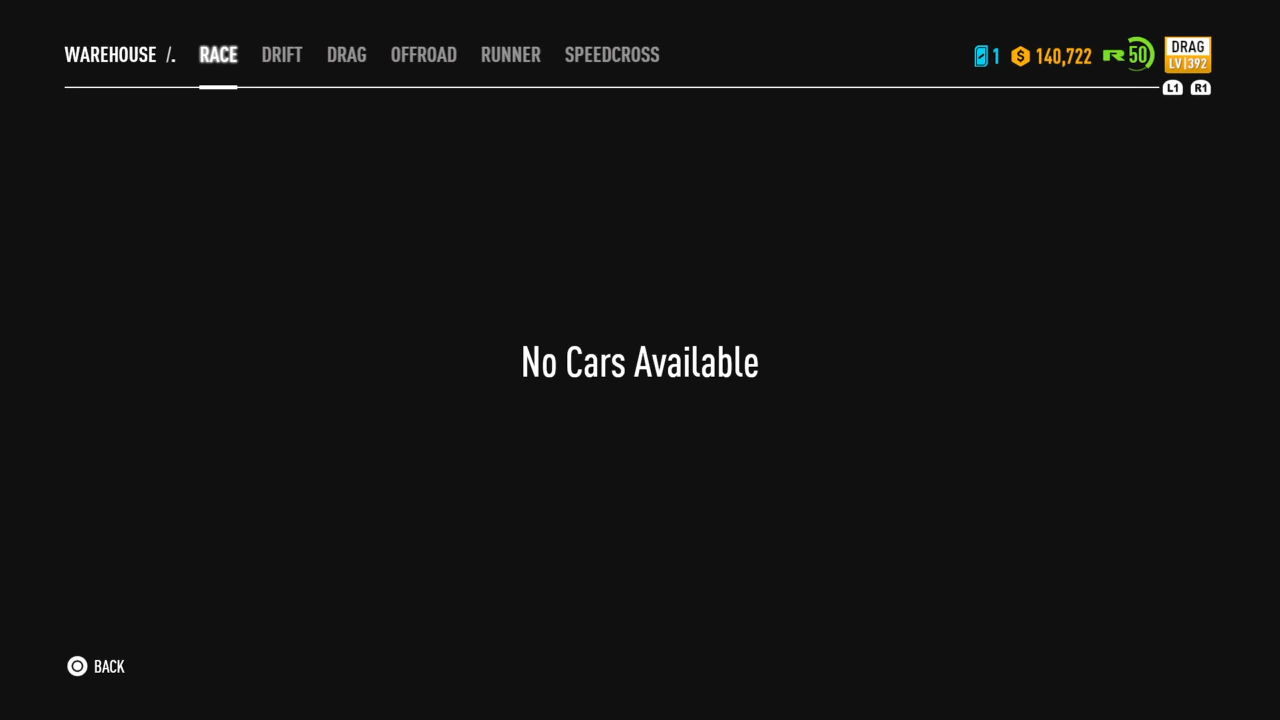 WAREHOUSE /. RACE DRIFT DRAG OFFROAD RUNNER SPEEDCROSS 1 $ 140,722 R 50 DRAG
LV|392
L1 R1
No Cars Available
BACK